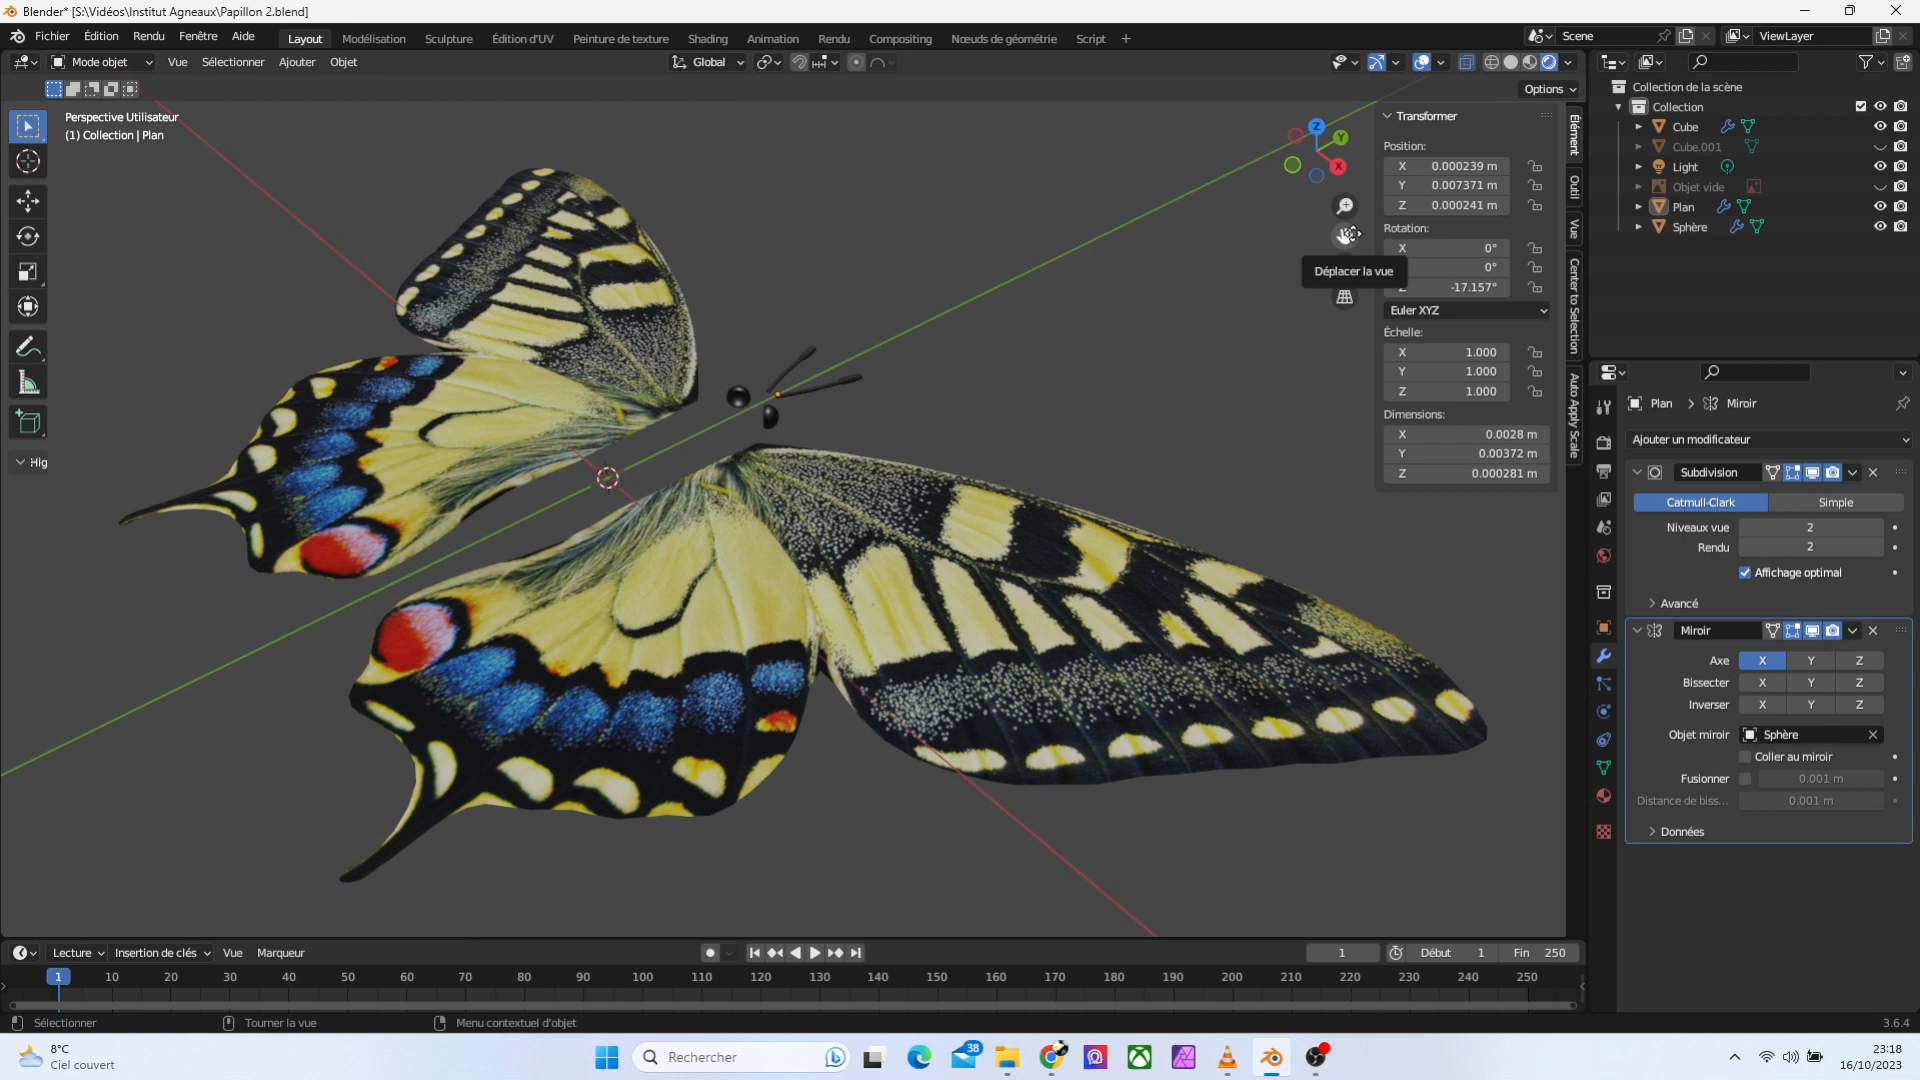 Blender* [S:\Vidéos\Institut Agneaux\Papillon 2.blend]
Fichier Édition Rendu Fenêtre Aide Layout Modélisation Sculpture Édition d'UV Peinture de texture Shading Animation Rendu Compositing Nœuds de géométrie Script + Scene ViewLayer
Mode objet Vue Sélectionner Ajouter Objet Global
Options
Perspective Utilisateur
(1) Collection | Plan
Hig
Z
Y
X
Déplacer la vue
Transformer
Position:
X 0.000239 m
Y 0.007371 m
Z 0.000241 m
Rotation:
X 0°
0°
Z -17.157°
Euler XYZ
Échelle:
X 1.000
Y 1.000
Z 1.000
Dimensions:
X 0.0028 m
Y 0.00372 m
Z 0.000281 m
Élément
Outil
Vue
Center to Selection
Auto Apply Scale
Collection de la scène
Collection
Cube
Cube.001
Light
Objet vide
Plan
Sphère
Plan > Miroir
Ajouter un modificateur
Subdivision
Catmull-Clark Simple
Niveaux vue 2
Rendu 2
Affichage optimal
Avancé
Miroir
Axe X Y Z
Bissecter X Y Z
Inverser X Y Z
Objet miroir Sphère
Coller au miroir
Fusionner 0.001 m
Distance de biss... 0.001 m
Données
Lecture Insertion de clés Vue Marqueur 1 Début 1 Fin 250
1 10 20 30 40 50 60 70 80 90 100 110 120 130 140 150 160 170 180 190 200 210 220 230 240 250
Sélectionner Tourner la vue Menu contextuel d'objet 3.6.4
8°C
Ciel couvert
Rechercher
38
23:18
16/10/2023